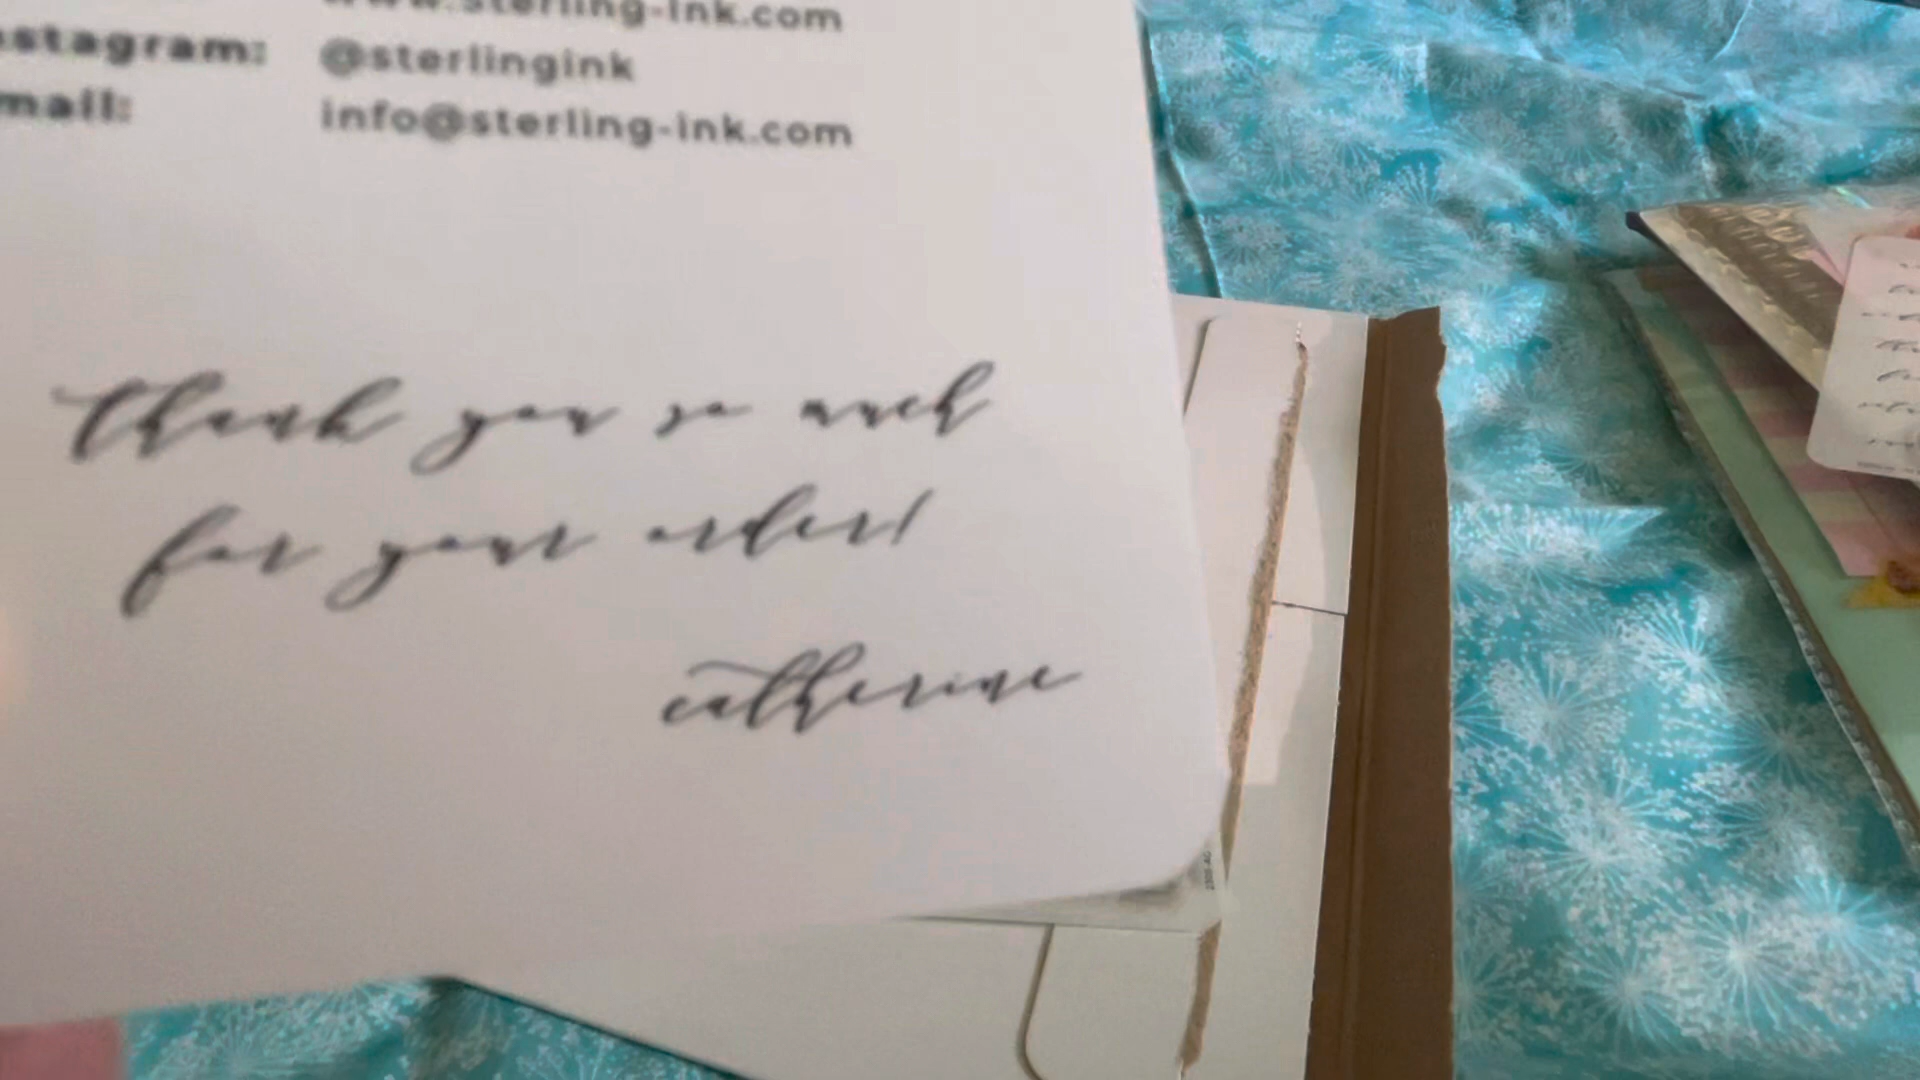 www.sterling-ink.com
nstagram: @sterlingink
mail: info@sterling-ink.com
thank you so much
for your order!
catherine